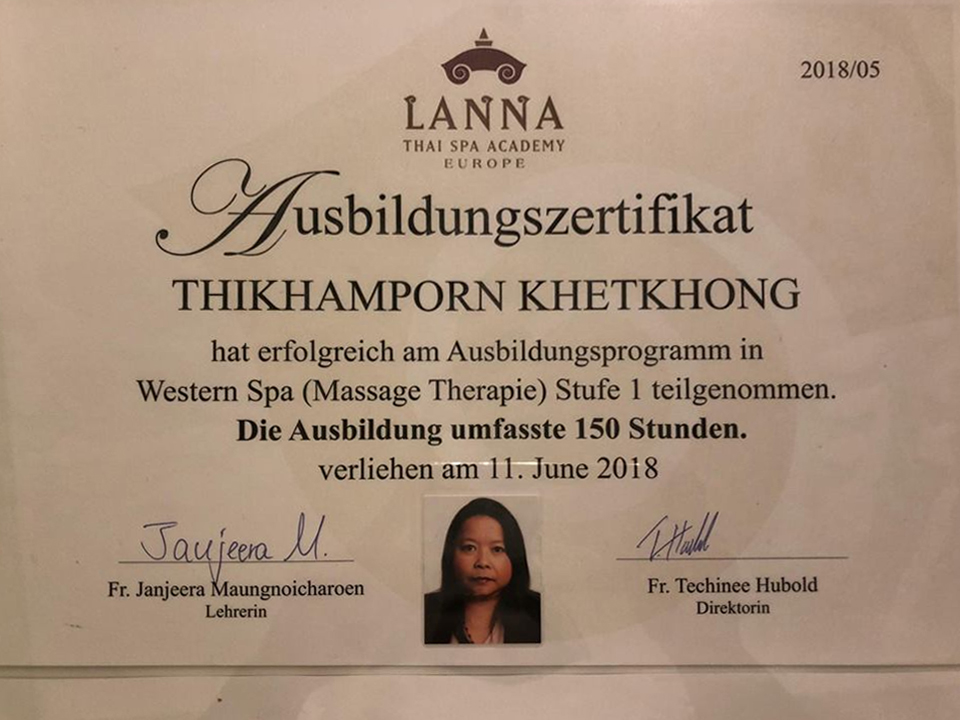 2018/05
LANNA
THAI SPA ACADEMY
EUROPE
Ausbildungszertifikat
THIKHAMPORN KHETKHONG
hat erfolgreich am Ausbildungsprogramm in
Western Spa (Massage Therapie) Stufe 1 teilgenommen.
Die Ausbildung umfasste 150 Stunden.
verliehen am 11. June 2018
Janjeera M.
T. Hubold
Fr. Janjeera Maungnoicharoen
Lehrerin
Fr. Techinee Hubold
Direktorin